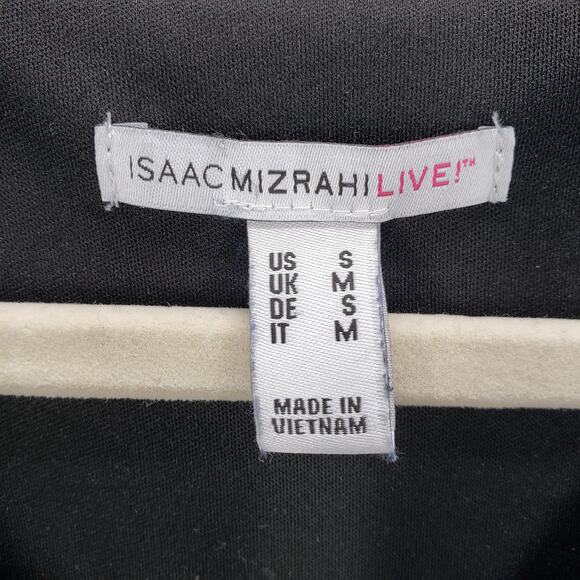 ISAACMIZRAHILIVE!™
US S
UK M
DE S
IT M
MADE IN
VIETNAM